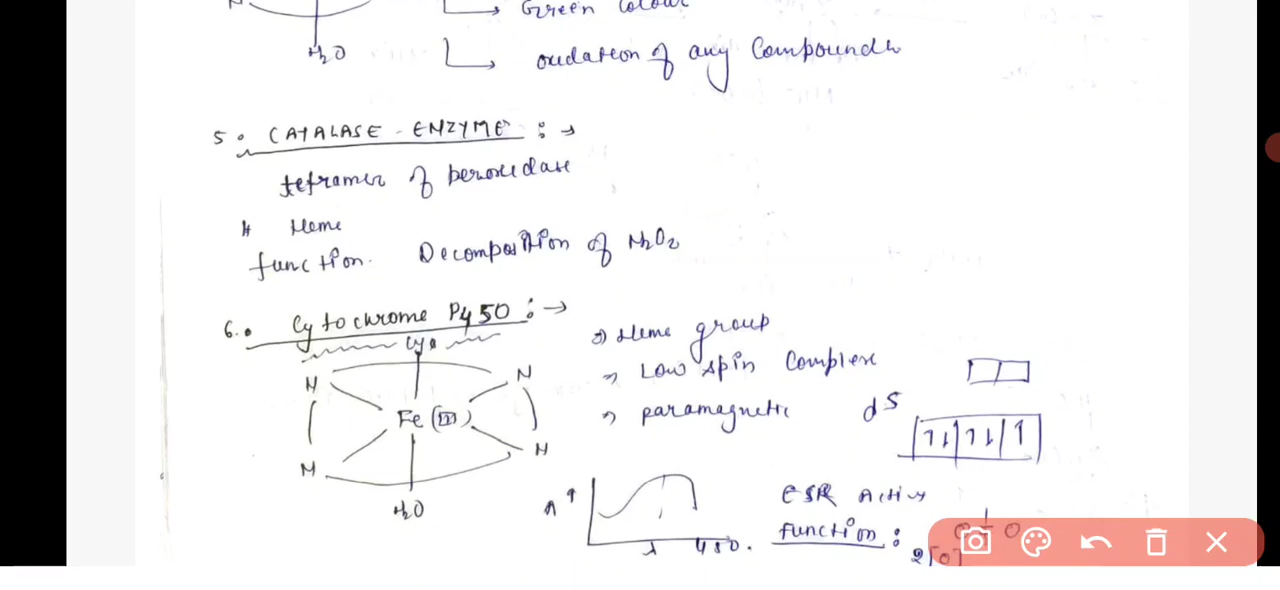 Green Colour
H2O
oxidation of any Compounds
5. CATALASE - ENZYME :→
tetramer of peroxidase
* Heme
function. Decomposition of H2O2
6. Cytochrome P450 :→
Cys
N N
Fe (III)
N N
H2O
⇒ Heme group
⇒ Low spin Complex
⇒ paramagnetic d5
A↑
λ 450.
ESR Active
function :